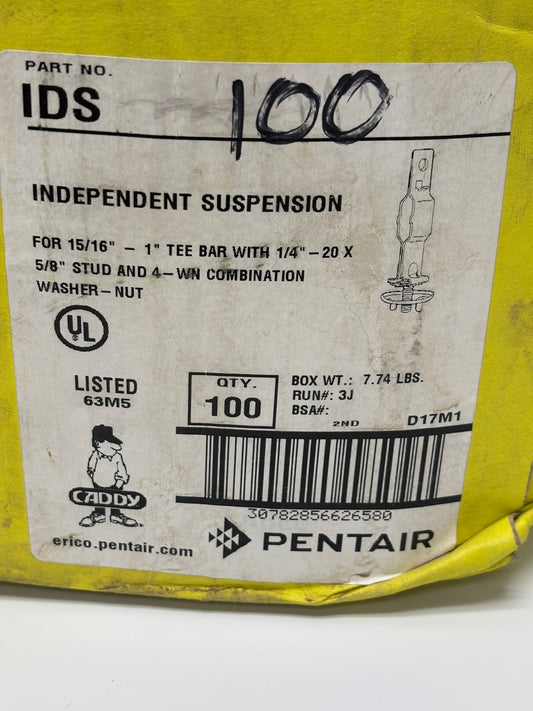 PART NO.
IDS 100
INDEPENDENT SUSPENSION
FOR 15/16" – 1" TEE BAR WITH 1/4" – 20 X
5/8" STUD AND 4–WN COMBINATION
WASHER–NUT
UL
LISTED
63M5
QTY.
100
BOX WT.: 7.74 LBS.
RUN#: 3J
BSA#:
2ND
D17M1
30782856626580
CADDY
erico.pentair.com
PENTAIR